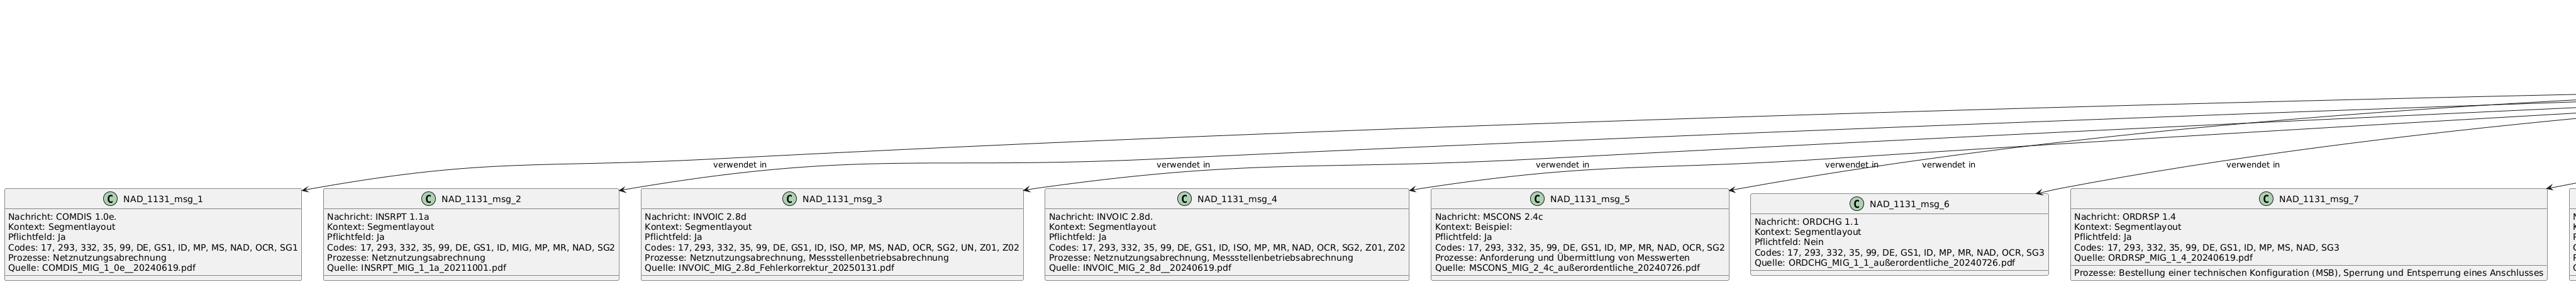 verwendet in
verwendet in
verwendet in
verwendet in
verwendet in
verwendet in
NAD_1131_msg_1
Nachricht: COMDIS 1.0e.
Kontext: Segmentlayout
Pflichtfeld: Ja
Codes: 17, 293, 332, 35, 99, DE, GS1, ID, MP, MS, NAD, OCR, SG1
Prozesse: Netznutzungsabrechnung
Quelle: COMDIS_MIG_1_0e__20240619.pdf
NAD_1131_msg_2
Nachricht: INSRPT 1.1a
Kontext: Segmentlayout
Pflichtfeld: Ja
Codes: 17, 293, 332, 35, 99, DE, GS1, ID, MIG, MP, MR, NAD, SG2
Prozesse: Netznutzungsabrechnung
Quelle: INSRPT_MIG_1_1a_20211001.pdf
NAD_1131_msg_3
Nachricht: INVOIC 2.8d
Kontext: Segmentlayout
Pflichtfeld: Ja
Codes: 17, 293, 332, 35, 99, DE, GS1, ID, ISO, MP, MS, NAD, OCR, SG2, UN, Z01, Z02
Prozesse: Netznutzungsabrechnung, Messstellenbetriebsabrechnung
Quelle: INVOIC_MIG_2.8d_Fehlerkorrektur_20250131.pdf
NAD_1131_msg_4
Nachricht: INVOIC 2.8d.
Kontext: Segmentlayout
Pflichtfeld: Ja
Codes: 17, 293, 332, 35, 99, DE, GS1, ID, ISO, MP, MR, NAD, OCR, SG2, Z01, Z02
Prozesse: Netznutzungsabrechnung, Messstellenbetriebsabrechnung
Quelle: INVOIC_MIG_2_8d__20240619.pdf
NAD_1131_msg_5
Nachricht: MSCONS 2.4c
Kontext: Beispiel:
Pflichtfeld: Ja
Codes: 17, 293, 332, 35, 99, DE, GS1, ID, MP, MR, NAD, OCR, SG2
Prozesse: Anforderung und Übermittlung von Messwerten
Quelle: MSCONS_MIG_2_4c_außerordentliche_20240726.pdf
NAD_1131_msg_6
Nachricht: ORDCHG 1.1
Kontext: Segmentlayout
Pflichtfeld: Nein
Codes: 17, 293, 332, 35, 99, DE, GS1, ID, MP, MR, NAD, OCR, SG3
Quelle: ORDCHG_MIG_1_1_außerordentliche_20240726.pdf
NAD_1131_msg_7
Nachricht: ORDRSP 1.4
Kontext: Segmentlayout
Pflichtfeld: Ja
Codes: 17, 293, 332, 35, 99, DE, GS1, ID, MP, MS, NAD, SG3
Quelle: ORDRSP_MIG_1_4_20240619.pdf
Prozesse: Bestellung einer technischen Konfiguration (MSB), Sperrung und Entsperrung eines Anschlusses